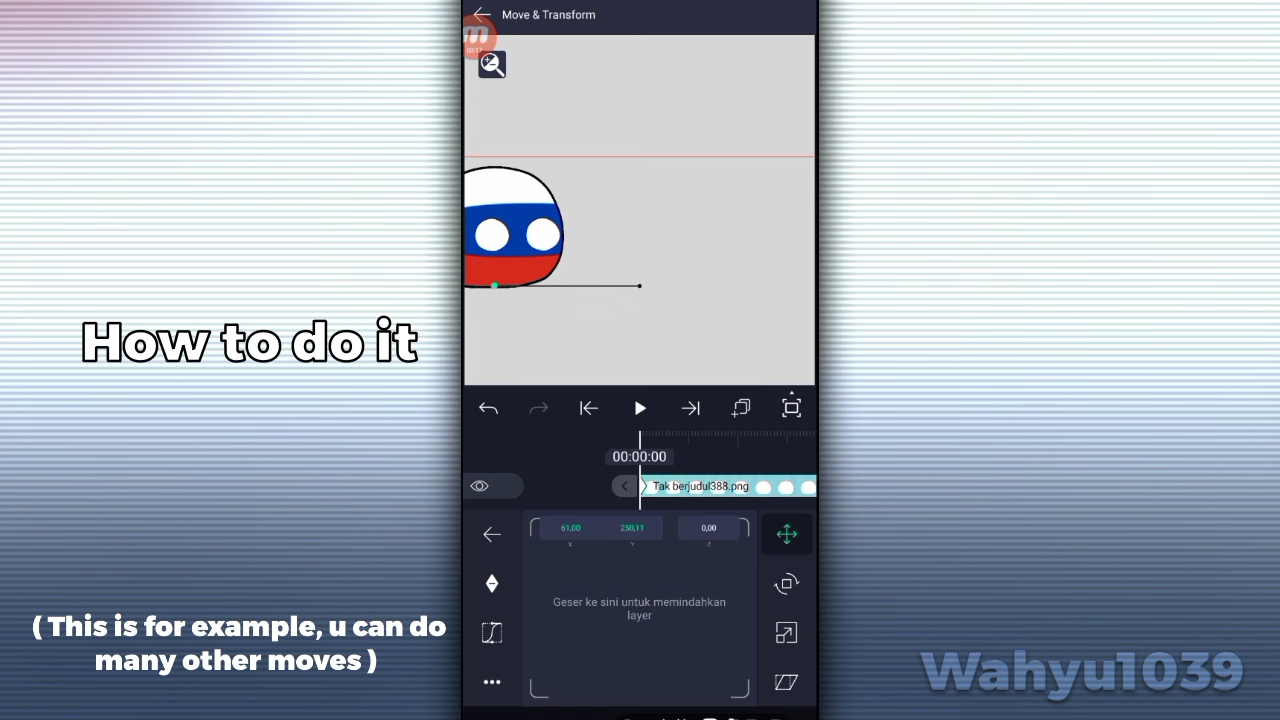 Move & Transform
m
How to do it
00:00:00
Tak berjudul388.png
61,00 250,11 0,00
X Y Z
Geser ke sini untuk memindahkan
layer
( This is for example, u can do
many other moves )
Wahyu1039